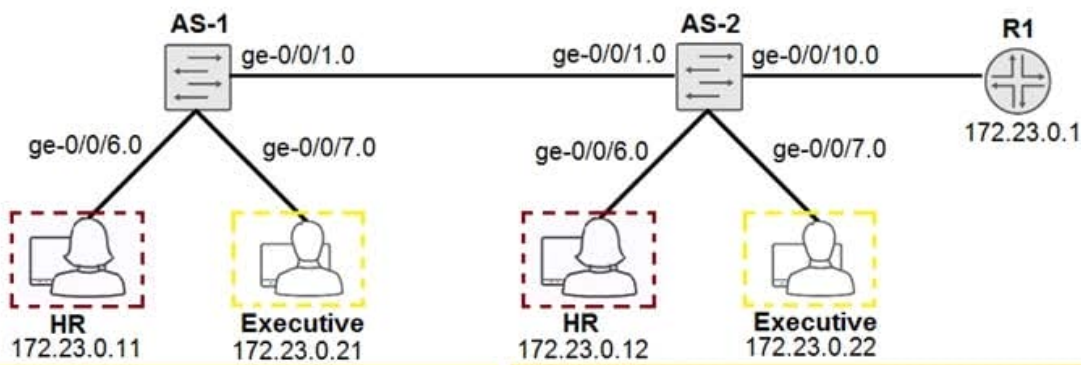 AS-1
AS-2
R1
ge-0/0/1.0
ge-0/0/1.0
ge-0/0/10.0
172.23.0.1
ge-0/0/6.0
ge-0/0/7.0
ge-0/0/6.0
ge-0/0/7.0
HR
Executive
HR
Executive
172.23.0.11
172.23.0.21
172.23.0.12
172.23.0.22